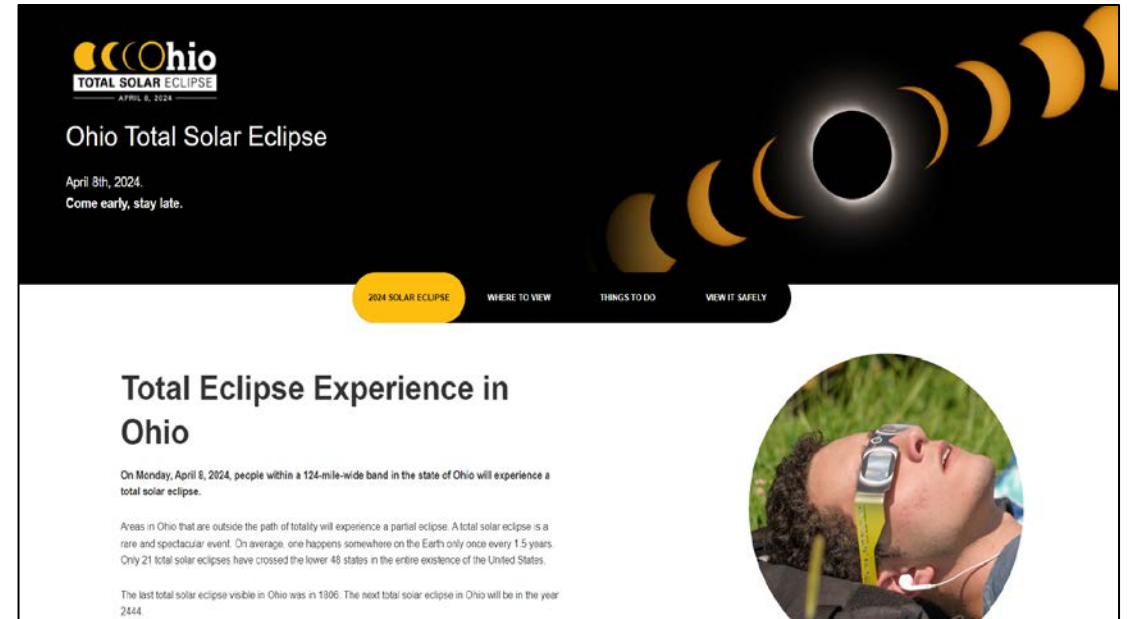 Ohio
TOTAL SOLAR ECLIPSE
APRIL 8, 2024
Ohio Total Solar Eclipse
April 8th, 2024.
Come early, stay late.
2024 SOLAR ECLIPSE WHERE TO VIEW THINGS TO DO VIEW IT SAFELY
Total Eclipse Experience in
Ohio
On Monday, April 8, 2024, people within a 124-mile-wide band in the state of Ohio will experience a
total solar eclipse.
Areas in Ohio that are outside the path of totality will experience a partial eclipse. A total solar eclipse is a
rare and spectacular event. On average, one happens somewhere on the Earth only once every 1.5 years.
Only 21 total solar eclipses have crossed the lower 48 states in the entire existence of the United States.
The last total solar eclipse visible in Ohio was in 1806. The next total solar eclipse in Ohio will be in the year
2444.